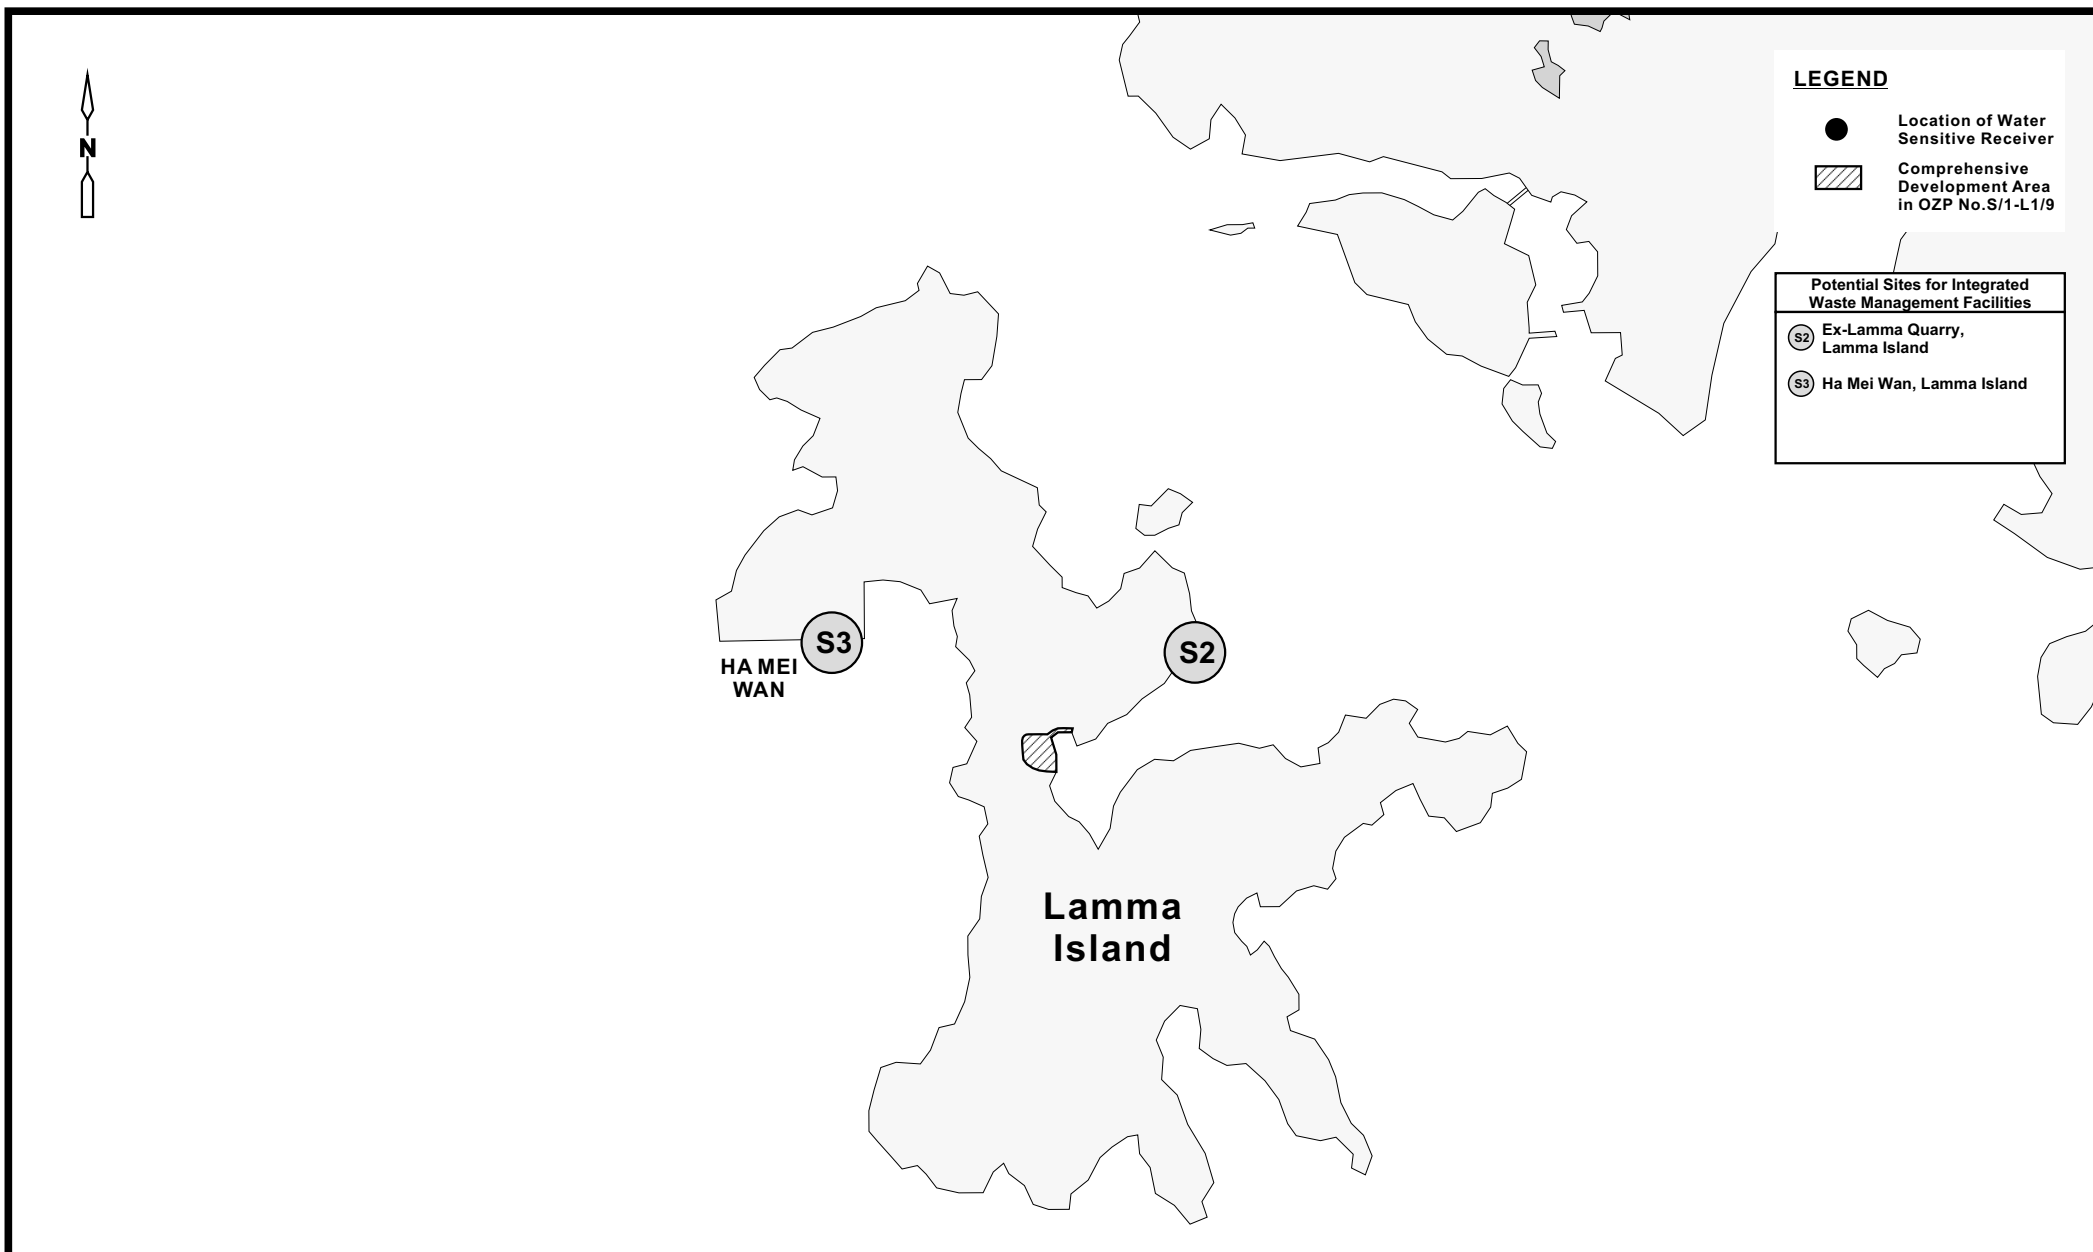 N
LEGEND
Location of Water
Sensitive Receiver
Comprehensive
Development Area
in OZP No.S/1-L1/9
Potential Sites for Integrated
Waste Management Facilities
S2
Ex-Lamma Quarry,
Lamma Island
S3
Ha Mei Wan, Lamma Island
S3
HA MEI
WAN
S2
Lamma
Island